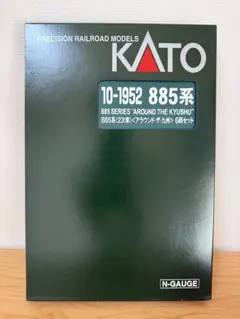 PRECISION RAILROAD MODELS
KATO
10-1952 885系
885 SERIES "AROUND THE KYUSHU"
885系(2次車)<アラウンド・ザ・九州> 6両セット
N-GAUGE